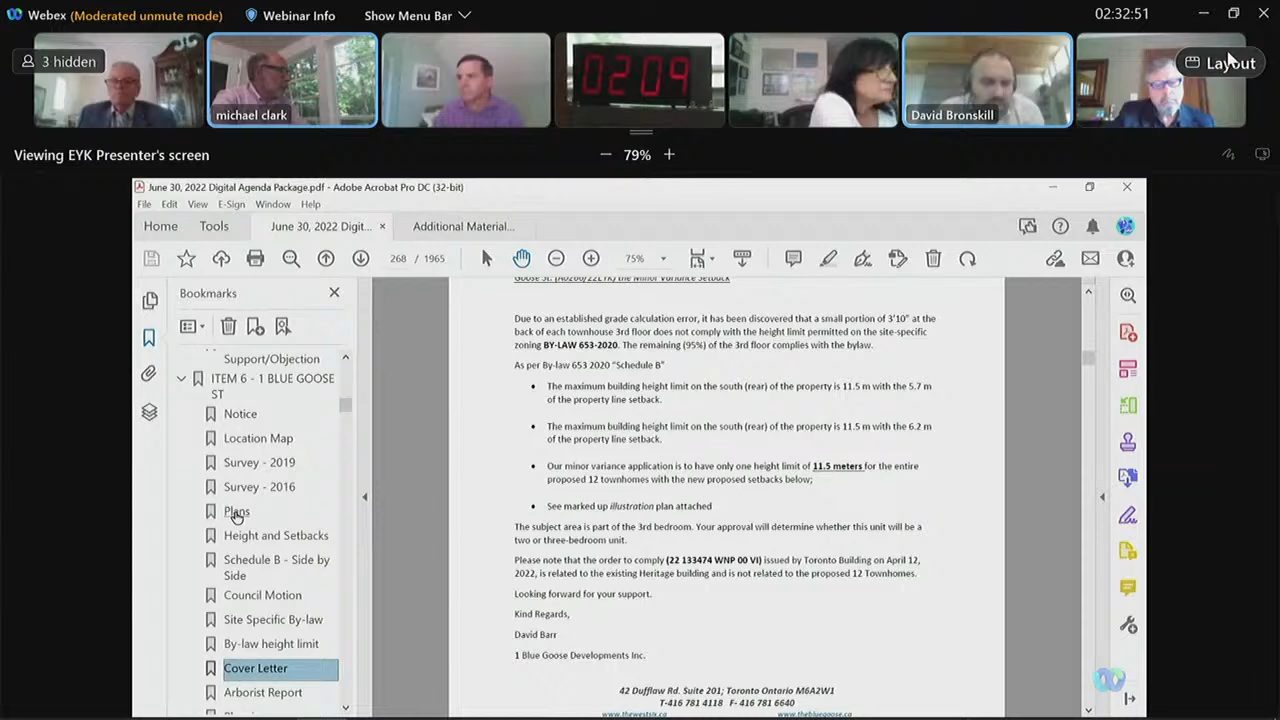 Webex (Moderated unmute mode) Webinar Info Show Menu Bar 02:32:51
3 hidden
Layout
michael clark
0209
David Bronskill
Viewing EYK Presenter's screen
79%
June 30, 2022 Digital Agenda Package.pdf - Adobe Acrobat Pro DC (32-bit)
File Edit View E-Sign Window Help
Home Tools June 30, 2022 Digit... × Additional Material...
268 / 1965 75%
Bookmarks
Support/Objection
ITEM 6 - 1 BLUE GOOSE
ST
Notice
Location Map
Survey - 2019
Survey - 2016
Plans
Height and Setbacks
Schedule B - Side by
Side
Council Motion
Site Specific By-law
By-law height limit
Cover Letter
Arborist Report
Goose St. (A0260/22EYK) the Minor Variance Setback
Due to an established grade calculation error, it has been discovered that a small portion of 3'10" at the
back of each townhouse 3rd floor does not comply with the height limit permitted on the site-specific
zoning BY-LAW 653-2020. The remaining (95%) of the 3rd floor complies with the bylaw.
As per By-law 653 2020 "Schedule B"
• The maximum building height limit on the south (rear) of the property is 11.5 m with the 5.7 m
of the property line setback.
• The maximum building height limit on the south (rear) of the property is 11.5 m with the 6.2 m
of the property line setback.
• Our minor variance application is to have only one height limit of 11.5 meters for the entire
proposed 12 townhomes with the new proposed setbacks below;
• See marked up illustration plan attached
The subject area is part of the 3rd bedroom. Your approval will determine whether this unit will be a
two or three-bedroom unit.
Please note that the order to comply (22 133474 WNP 00 VI) issued by Toronto Building on April 12,
2022, is related to the existing Heritage building and is not related to the proposed 12 Townhomes.
Looking forward for your support.
Kind Regards,
David Barr
1 Blue Goose Developments Inc.
42 Dufflaw Rd. Suite 201; Toronto Ontario M6A2W1
T-416 781 4118 F- 416 781 6640
www.thewestsix.ca www.thebluegoose.ca